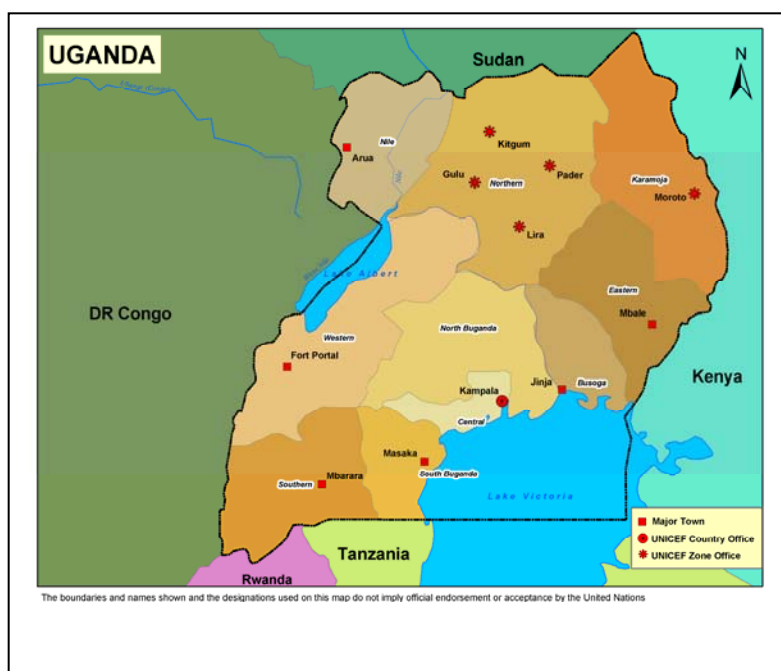 UGANDA
Sudan
N
Kitgum
Nile
Arua
Pader
Gulu
Northern
Karamoja
Moroto
Nile
Lira
Lake Albert
Eastern
DR Congo
Mbale
North Buganda
Western
Fort Portal
Kenya
Jinja
Busoga
Kampala
Central
Masaka
South Buganda
Mbarara
Southern
Lake Victoria
Major Town
UNICEF Country Office
UNICEF Zone Office
Tanzania
Rwanda
The boundaries and names shown and the designations used on this map do not imply official endorsement or acceptance by the United Nations